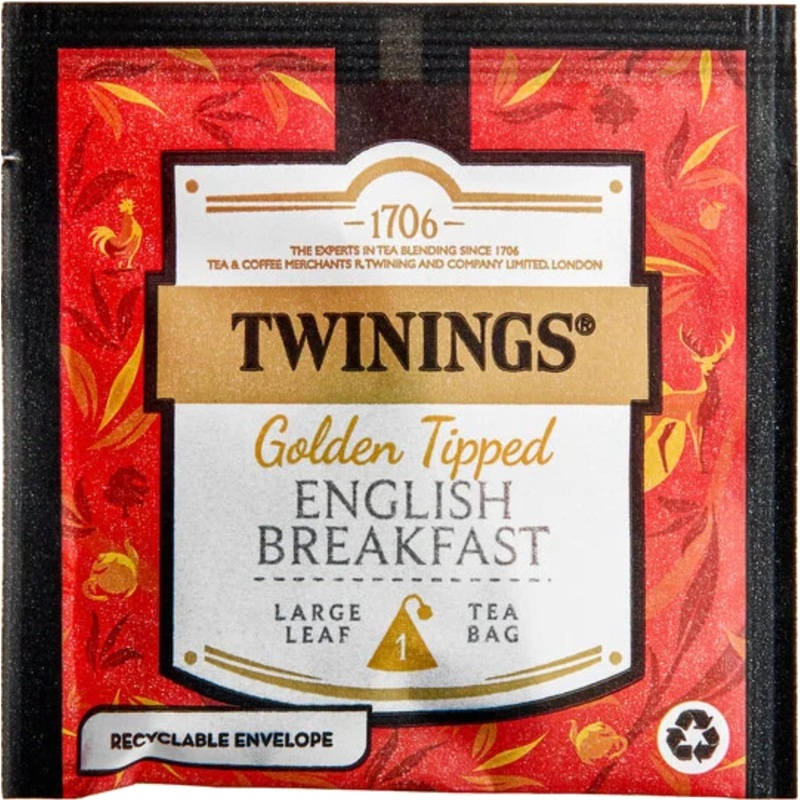 1706
THE EXPERTS IN TEA BLENDING SINCE 1706
TEA & COFFEE MERCHANTS R.TWINING AND COMPANY LIMITED. LONDON
TWININGS®
Golden Tipped
ENGLISH
BREAKFAST
LARGE TEA
LEAF 1 BAG
RECYCLABLE ENVELOPE